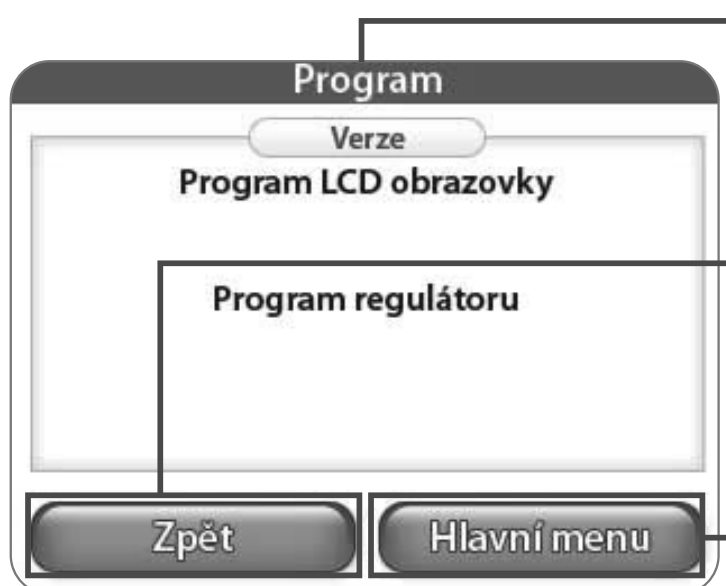 Program
Verze
Program LCD obrazovky
Program regulátoru
Zpět
Hlavní menu